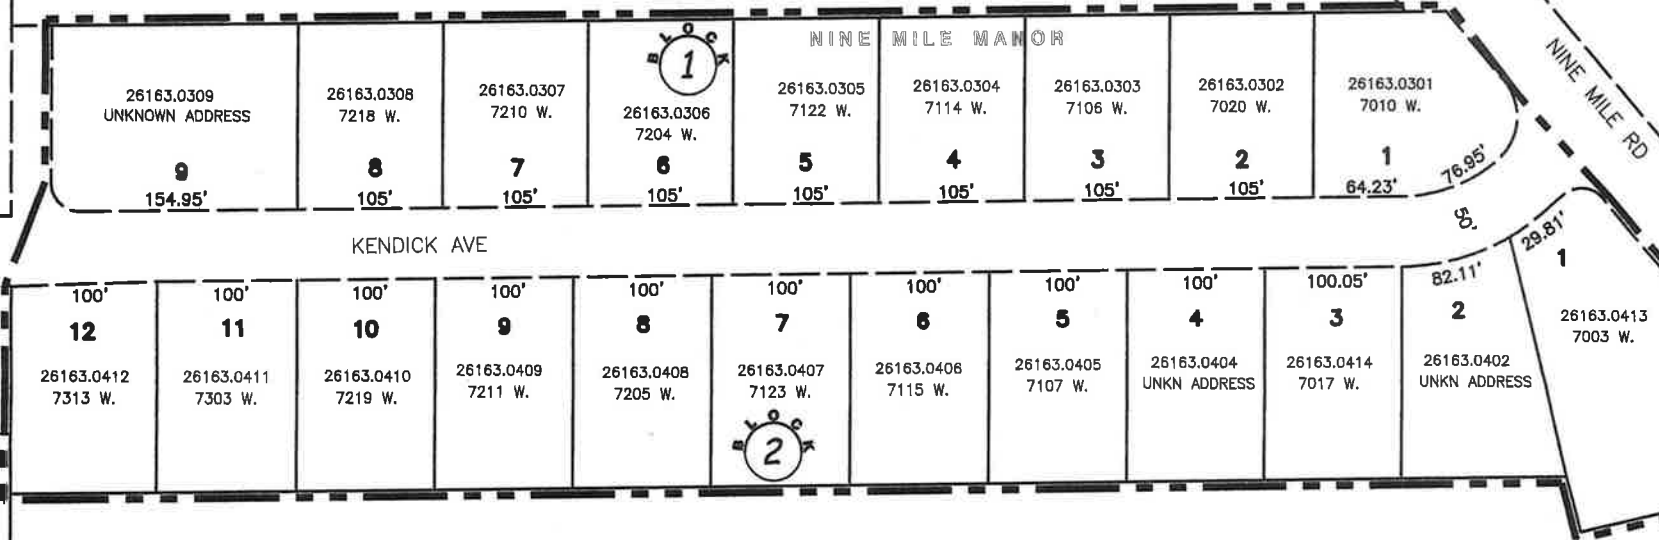 NINE MILE MANOR
NINE MILE RD
BLOCK
1
26163.0309
UNKNOWN ADDRESS
9
154.95'
26163.0308
7218 W.
8
105'
26163.0307
7210 W.
7
105'
26163.0306
7204 W.
6
105'
26163.0305
7122 W.
5
105'
26163.0304
7114 W.
4
105'
26163.0303
7106 W.
3
105'
26163.0302
7020 W.
2
105'
26163.0301
7010 W.
1
64.23'
76.95'
50'
KENDICK AVE
100'
12
26163.0412
7313 W.
100'
11
26163.0411
7303 W.
100'
10
26163.0410
7219 W.
100'
9
26163.0409
7211 W.
100'
8
26163.0408
7205 W.
100'
7
26163.0407
7123 W.
BLOCK
2
100'
6
26163.0406
7115 W.
100'
5
26163.0405
7107 W.
100'
4
26163.0404
UNKN ADDRESS
100.05'
3
26163.0414
7017 W.
82.11'
2
26163.0402
UNKN ADDRESS
29.81'
1
26163.0413
7003 W.